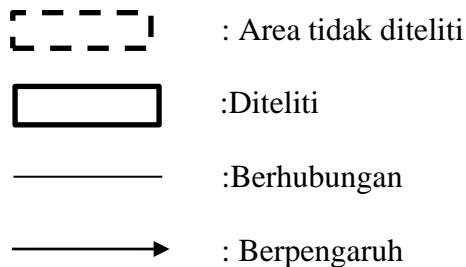 : Area tidak diteliti
:Diteliti
:Berhubungan
: Berpengaruh